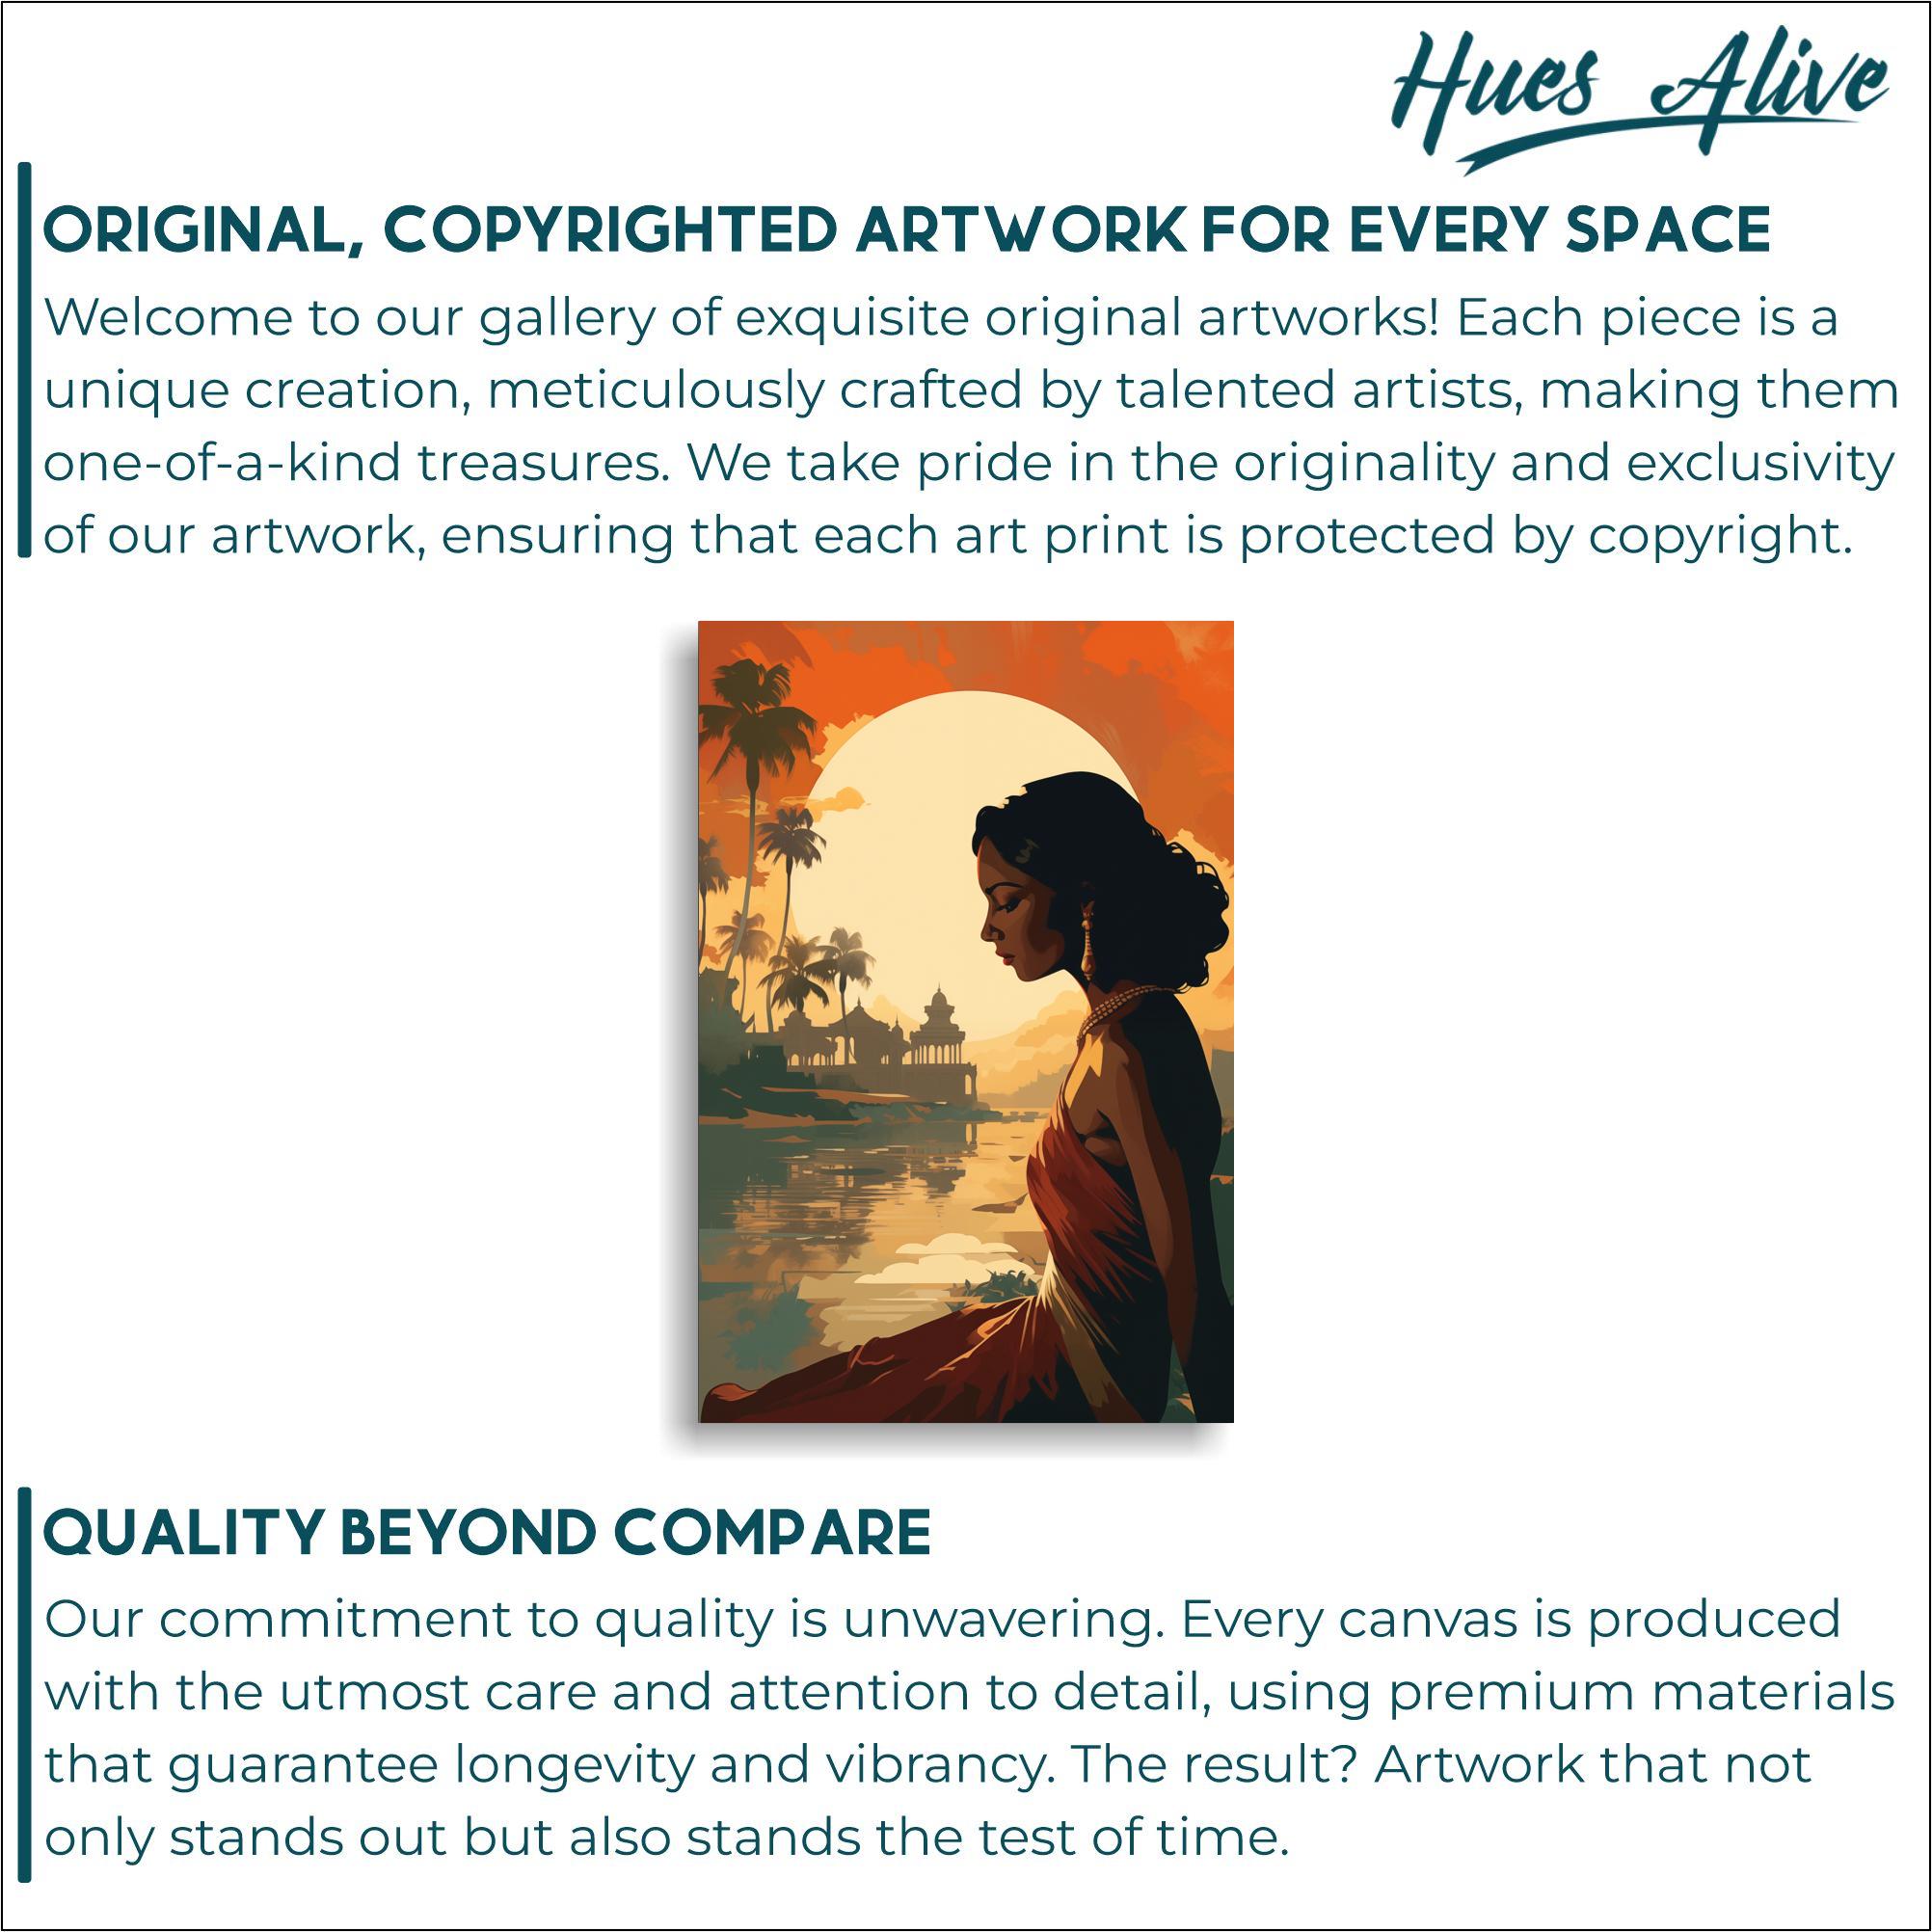 Hues Alive
ORIGINAL, COPYRIGHTED ARTWORK FOR EVERY SPACE
Welcome to our gallery of exquisite original artworks! Each piece is a
unique creation, meticulously crafted by talented artists, making them
one-of-a-kind treasures. We take pride in the originality and exclusivity
of our artwork, ensuring that each art print is protected by copyright.
QUALITY BEYOND COMPARE
Our commitment to quality is unwavering. Every canvas is produced
with the utmost care and attention to detail, using premium materials
that guarantee longevity and vibrancy. The result? Artwork that not
only stands out but also stands the test of time.